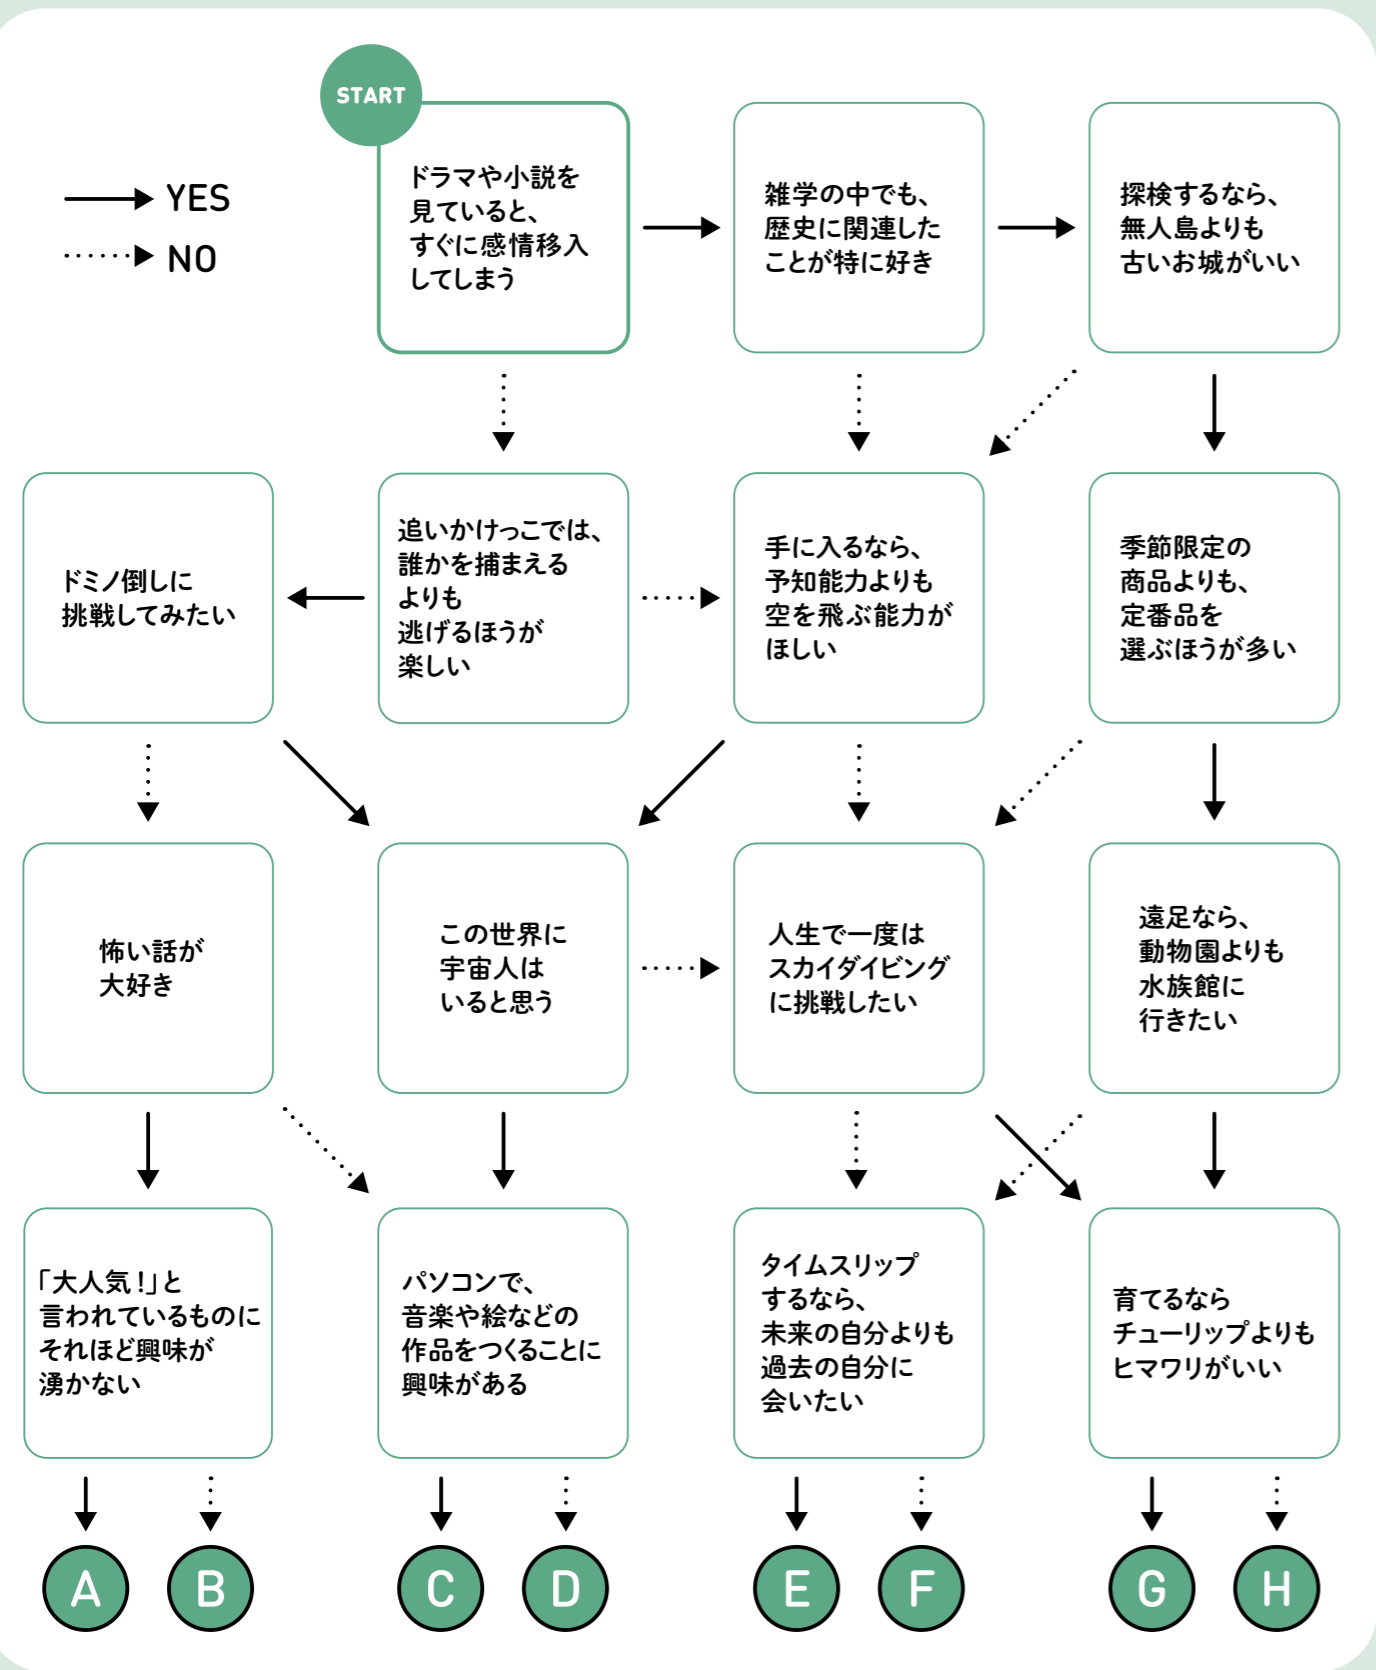 START
YES
NO
ドラマや小説を
見ていると、
すぐに感情移入
してしまう
雑学の中でも、
歴史に関連した
ことが特に好き
探検するなら、
無人島よりも
古いお城がいい
ドミノ倒しに
挑戦してみたい
追いかけっこでは、
誰かを捕まえる
よりも
逃げるほうが
楽しい
手に入るなら、
予知能力よりも
空を飛ぶ能力が
ほしい
季節限定の
商品よりも、
定番品を
選ぶほうが多い
怖い話が
大好き
この世界に
宇宙人は
いると思う
人生で一度は
スカイダイビング
に挑戦したい
遠足なら、
動物園よりも
水族館に
行きたい
「大人気！」と
言われているものに
それほど興味が
湧かない
パソコンで、
音楽や絵などの
作品をつくることに
興味がある
タイムスリップ
するなら、
未来の自分よりも
過去の自分に
会いたい
育てるなら
チューリップよりも
ヒマワリがいい
A
B
C
D
E
F
G
H